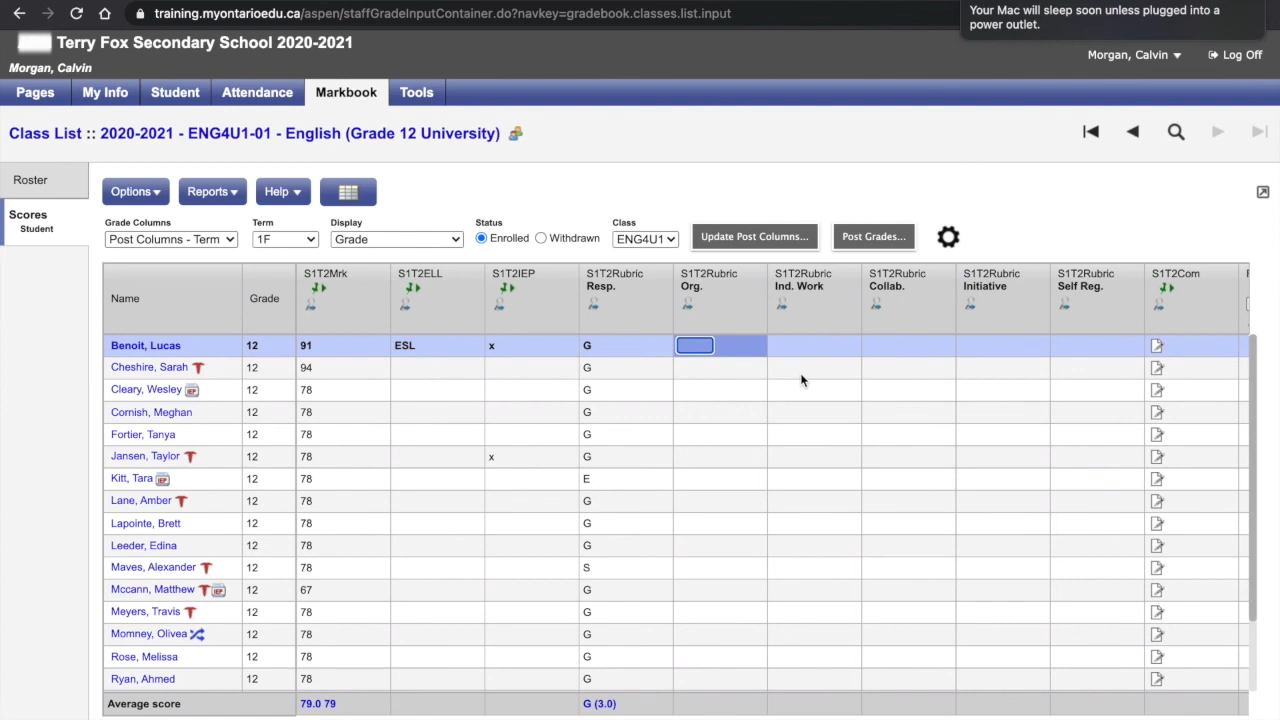 training.myontarioedu.ca/aspen/staffGradeInputContainer.do?navkey=gradebook.classes.list.input
Your Mac will sleep soon unless plugged into a
power outlet.
Terry Fox Secondary School 2020-2021
Morgan, Calvin
Morgan, Calvin
Log Off
Pages My Info Student Attendance Markbook Tools
Class List :: 2020-2021 - ENG4U1-01 - English (Grade 12 University)
Roster
Scores
Student
Options Reports Help
Grade Columns Term Display Status Class
Post Columns - Term 1F Grade Enrolled Withdrawn ENG4U1 Update Post Columns... Post Grades...
Name Grade S1T2Mrk S1T2ELL S1T2IEP S1T2Rubric Resp. S1T2Rubric Org. S1T2Rubric Ind. Work S1T2Rubric Collab. S1T2Rubric Initiative S1T2Rubric Self Reg. S1T2Com
Benoit, Lucas 12 91 ESL x G
Cheshire, Sarah 12 94 G
Cleary, Wesley IEP 12 78 G
Cornish, Meghan 12 78 G
Fortier, Tanya 12 78 G
Jansen, Taylor 12 78 x G
Kitt, Tara IEP 12 78 E
Lane, Amber 12 78 G
Lapointe, Brett 12 78 G
Leeder, Edina 12 78 G
Maves, Alexander 12 78 S
Mccann, Matthew IEP 12 67 G
Meyers, Travis 12 78 G
Momney, Olivea 12 78 G
Rose, Melissa 12 78 G
Ryan, Ahmed 12 78 G
Average score 79.0 79 G (3.0)